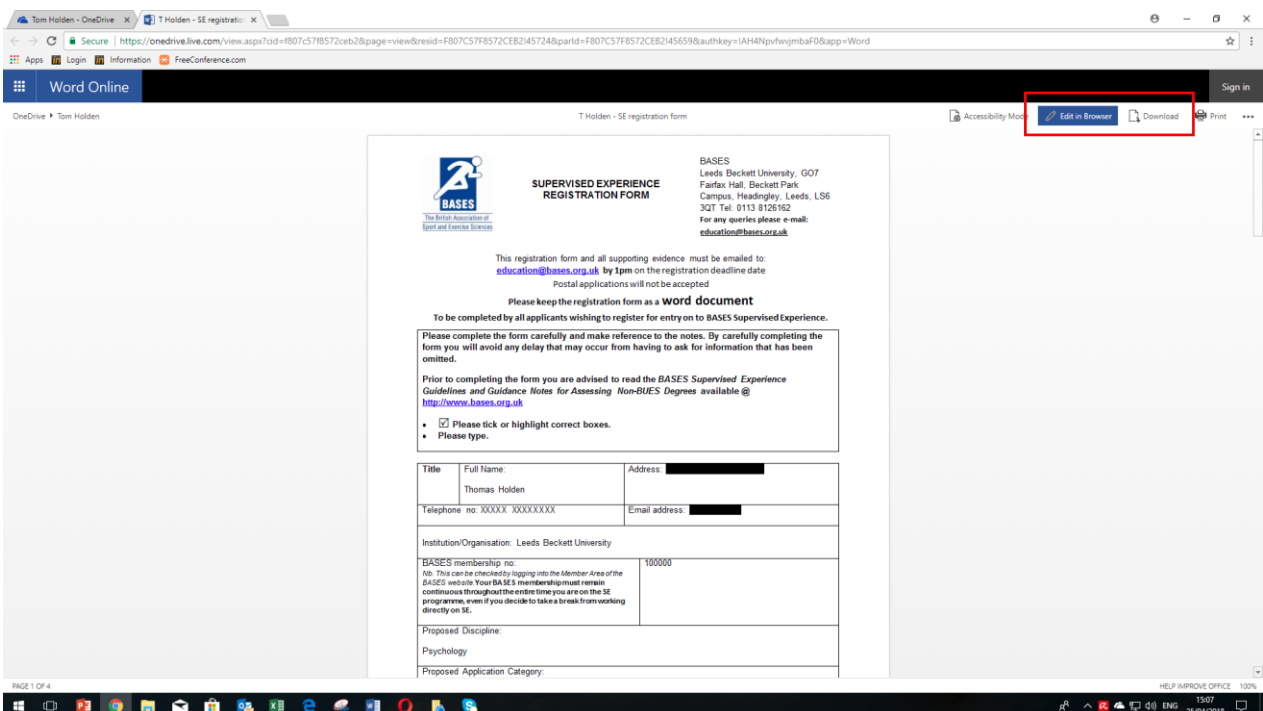 Tom Holden - OneDrive
T Holden - SE registratio
Secure | https://onedrive.live.com/view.aspx?cid=f807c57f8572ceb2&page=view&resid=F807C57F8572CEB2!45724&parId=F807C57F8572CEB2!45659&authkey=!AH4NpvfwvjmbaF0&app=Word
Apps Login Information FreeConference.com
Word Online
Sign in
OneDrive Tom Holden
T Holden - SE registration form
Accessibility Mode Edit in Browser Download Print
BASES
The British Association of
Sport and Exercise Sciences
SUPERVISED EXPERIENCE
REGISTRATION FORM
BASES
Leeds Beckett University, GO7
Fairfax Hall, Beckett Park
Campus, Headingley, Leeds, LS6
3QT Tel: 0113 8126162
For any queries please e-mail:
education@bases.org.uk
This registration form and all supporting evidence must be emailed to:
education@bases.org.uk by 1pm on the registration deadline date
Postal applications will not be accepted
Please keep the registration form as a word document
To be completed by all applicants wishing to register for entry on to BASES Supervised Experience.
Please complete the form carefully and make reference to the notes. By carefully completing the
form you will avoid any delay that may occur from having to ask for information that has been
omitted.
Prior to completing the form you are advised to read the BASES Supervised Experience
Guidelines and Guidance Notes for Assessing Non-BUES Degrees available @
http://www.bases.org.uk
• ☑ Please tick or highlight correct boxes.
• Please type.
Title
Full Name:
Address:
Thomas Holden
Telephone no: XXXXX XXXXXXXX
Email address:
Institution/Organisation: Leeds Beckett University
BASES membership no:
100000
Nb. This can be checked by logging into the Member Area of the
BASES website. Your BASES membership must remain
continuous throughout the entire time you are on the SE
programme, even if you decide to take a break from working
directly on SE.
Proposed Discipline:
Psychology
Proposed Application Category:
PAGE 1 OF 4
HELP IMPROVE OFFICE 100%
ENG
15:07
25/04/2018